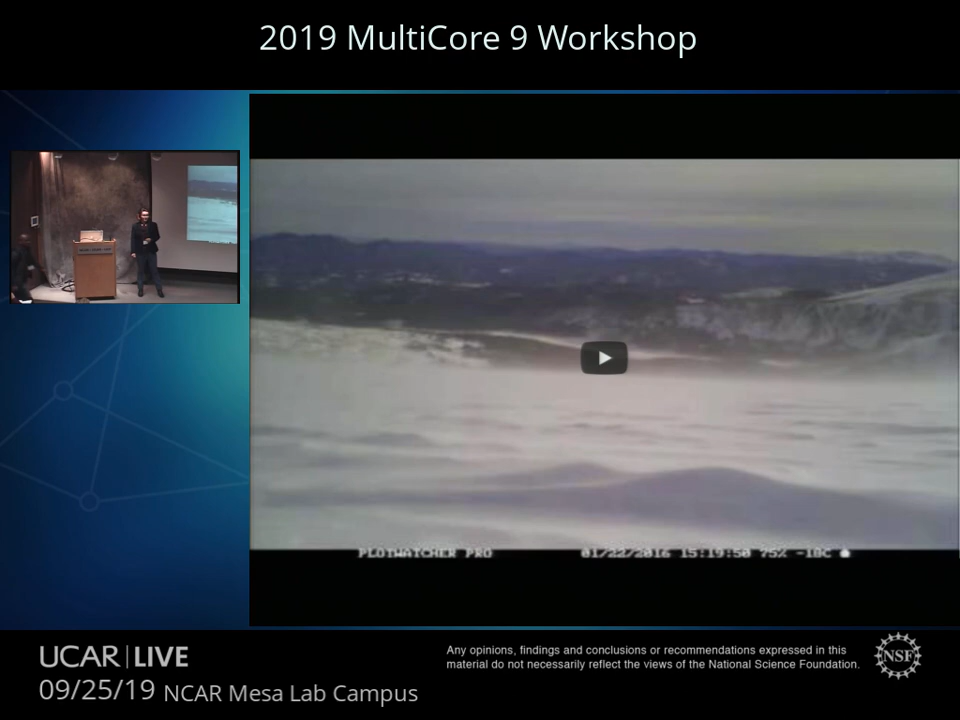 2019 MultiCore 9 Workshop
PLOTWATCHER PRO 01/22/2016 15:19:50 75% -18C
UCAR | LIVE
09/25/19 NCAR Mesa Lab Campus
Any opinions, findings and conclusions or recommendations expressed in this
material do not necessarily reflect the views of the National Science Foundation.
NSF